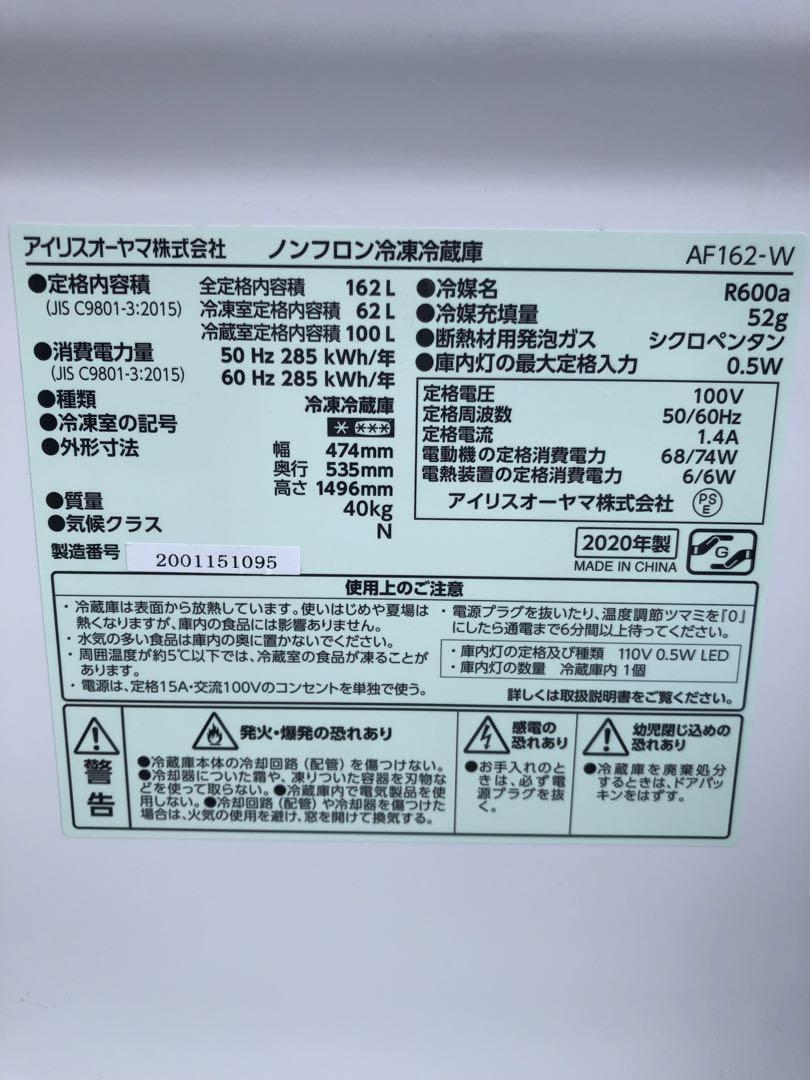 アイリスオーヤマ株式会社 ノンフロン冷凍冷蔵庫 AF162-W
●定格内容積 全定格内容積 162 L
(JIS C9801-3:2015) 冷凍室定格内容積 62 L
冷蔵室定格内容積 100 L
●消費電力量 50 Hz 285 kWh/年
(JIS C9801-3:2015) 60 Hz 285 kWh/年
●種類 冷凍冷蔵庫
●冷凍室の記号 * ***
●外形寸法 幅 474mm
奥行 535mm
高さ 1496mm
●質量 40kg
●気候クラス N
製造番号 2001151095
●冷媒名 R600a
●冷媒充填量 52g
●断熱材用発泡ガス シクロペンタン
●庫内灯の最大定格入力 0.5W
定格電圧 100V
定格周波数 50/60Hz
定格電流 1.4A
電動機の定格消費電力 68/74W
電熱装置の定格消費電力 6/6W
アイリスオーヤマ株式会社 PS E
2020年製
MADE IN CHINA
G
使用上のご注意
・冷蔵庫は表面から放熱しています。使いはじめや夏場は
熱くなりますが、庫内の食品には影響ありません。
・水気の多い食品は庫内の奥に置かないでください。
・周囲温度が約5℃以下では、冷蔵室の食品が凍ることが
あります。
・電源は、定格15A・交流100Vのコンセントを単独で使う。
・電源プラグを抜いたり、温度調節ツマミを『0』
にしたら通電まで6分間以上待ってください。
・庫内灯の定格及び種類 110V 0.5W LED
・庫内灯の数量 冷蔵庫内 1個
詳しくは取扱説明書をご覧ください。
警告
発火・爆発の恐れあり
●冷蔵庫本体の冷却回路（配管）を傷つけない。
●冷却器についた霜や、凍りついた容器を刃物な
どを使って取らない。●冷蔵庫内で電気製品を使
用しない。●冷却回路（配管）や冷却器を傷つけた
場合は、火気の使用を避け、窓を開けて換気する。
感電の
恐れあり
●お手入れのと
きは、必ず電
源プラグを抜
く。
幼児閉じ込めの
恐れあり
●冷蔵庫を廃棄処分
するときは、ドアパッ
キンをはずす。